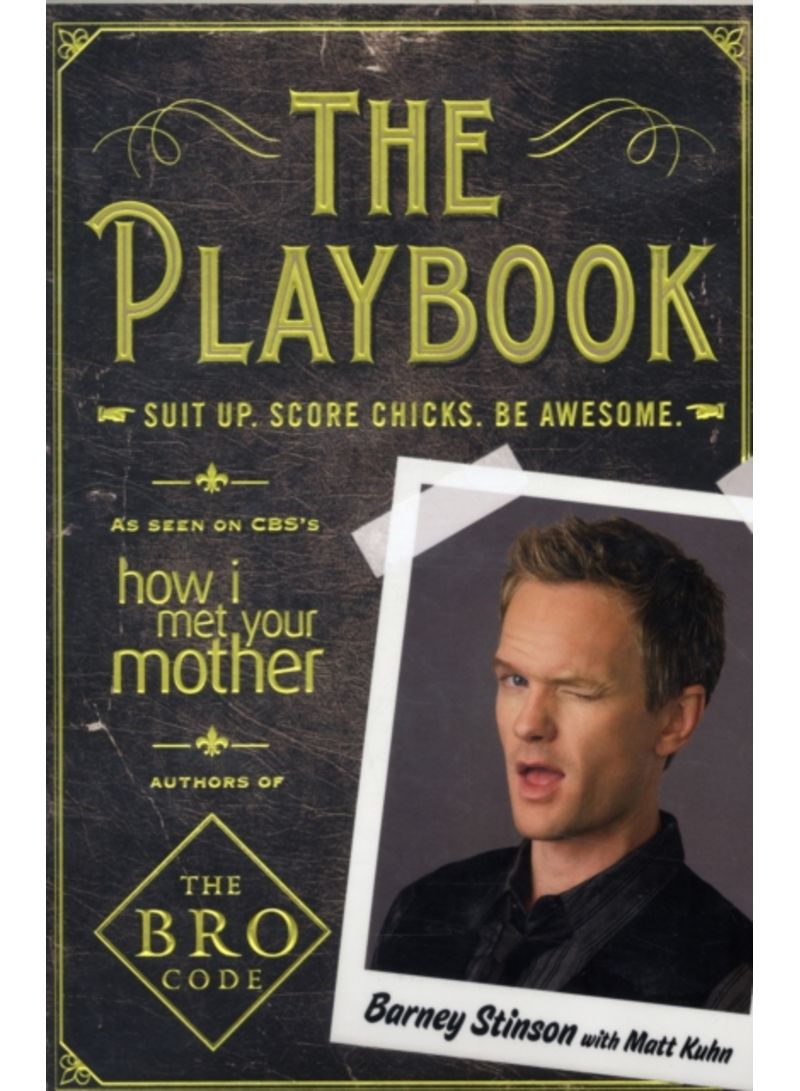 THE
PLAYBOOK
SUIT UP. SCORE CHICKS. BE AWESOME.
AS SEEN ON CBS'S
how i
met your
mother
AUTHORS OF
THE
BRO
CODE
Barney Stinson with Matt Kuhn